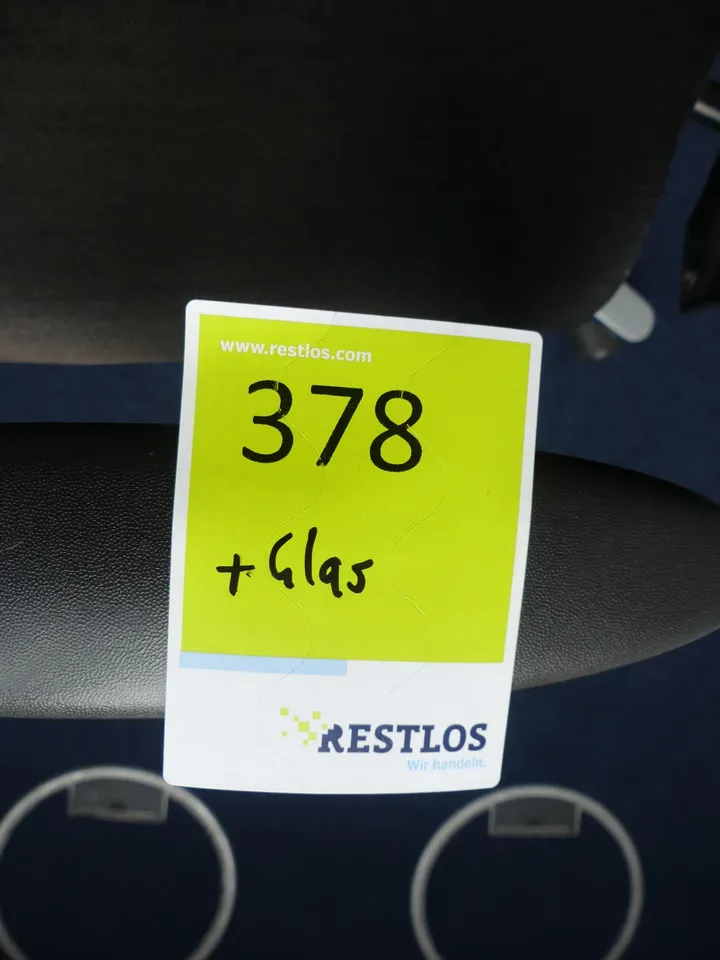 www.restlos.com
378
+ Glas
RESTLOS
Wir handeln.